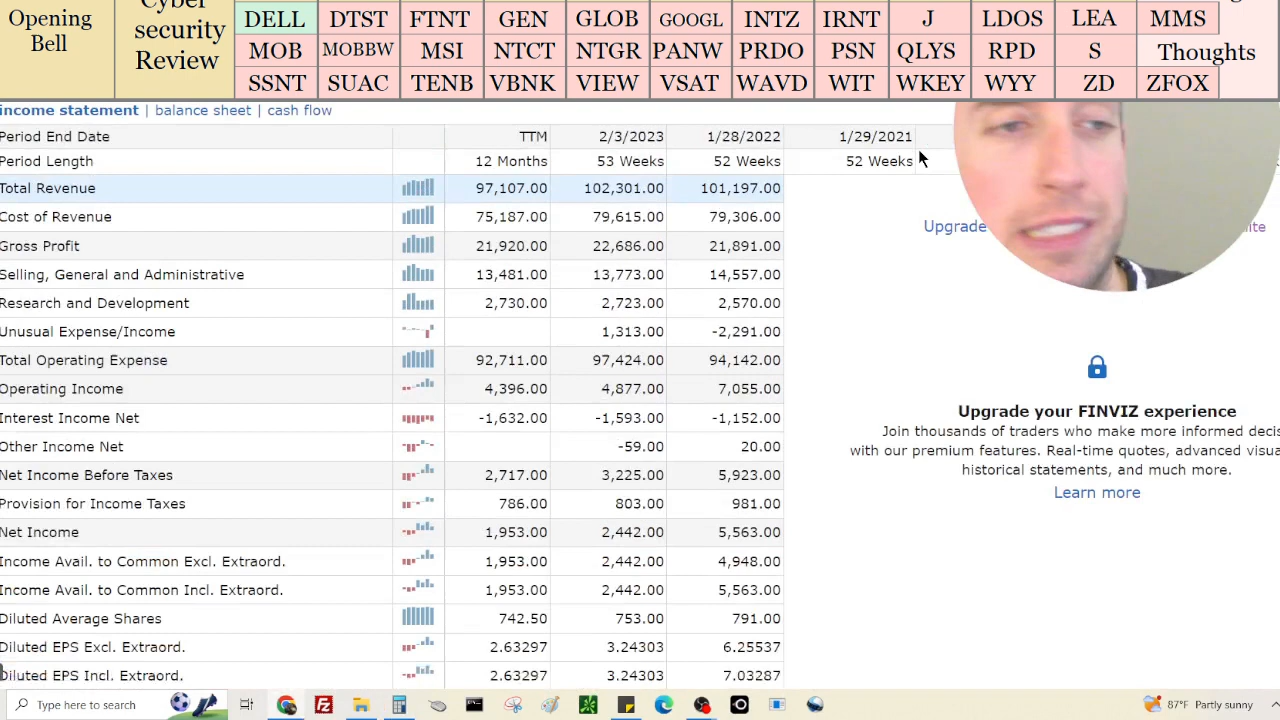 Opening
Bell
Cyber
security
Review
DELL DTST FTNT GEN GLOB GOOGL INTZ IRNT J LDOS LEA MMS
MOB MOBBW MSI NTCT NTGR PANW PRDO PSN QLYS RPD S Thoughts
SSNT SUAC TENB VBNK VIEW VSAT WAVD WIT WKEY WYY ZD ZFOX
income statement | balance sheet | cash flow
Period End Date TTM 2/3/2023 1/28/2022 1/29/2021
Period Length 12 Months 53 Weeks 52 Weeks 52 Weeks
Total Revenue 97,107.00 102,301.00 101,197.00
Cost of Revenue 75,187.00 79,615.00 79,306.00
Upgrade
Gross Profit 21,920.00 22,686.00 21,891.00
Selling, General and Administrative 13,481.00 13,773.00 14,557.00
Research and Development 2,730.00 2,723.00 2,570.00
Unusual Expense/Income 1,313.00 -2,291.00
Total Operating Expense 92,711.00 97,424.00 94,142.00
Operating Income 4,396.00 4,877.00 7,055.00
Interest Income Net -1,632.00 -1,593.00 -1,152.00
Other Income Net -59.00 20.00
Net Income Before Taxes 2,717.00 3,225.00 5,923.00
Provision for Income Taxes 786.00 803.00 981.00
Net Income 1,953.00 2,442.00 5,563.00
Income Avail. to Common Excl. Extraord. 1,953.00 2,442.00 4,948.00
Income Avail. to Common Incl. Extraord. 1,953.00 2,442.00 5,563.00
Diluted Average Shares 742.50 753.00 791.00
Diluted EPS Excl. Extraord. 2.63297 3.24303 6.25537
Diluted EPS Incl. Extraord. 2.63297 3.24303 7.03287
Upgrade your FINVIZ experience
Join thousands of traders who make more informed deci
with our premium features. Real-time quotes, advanced visua
historical statements, and much more.
Learn more
Type here to search
87°F Partly sunny